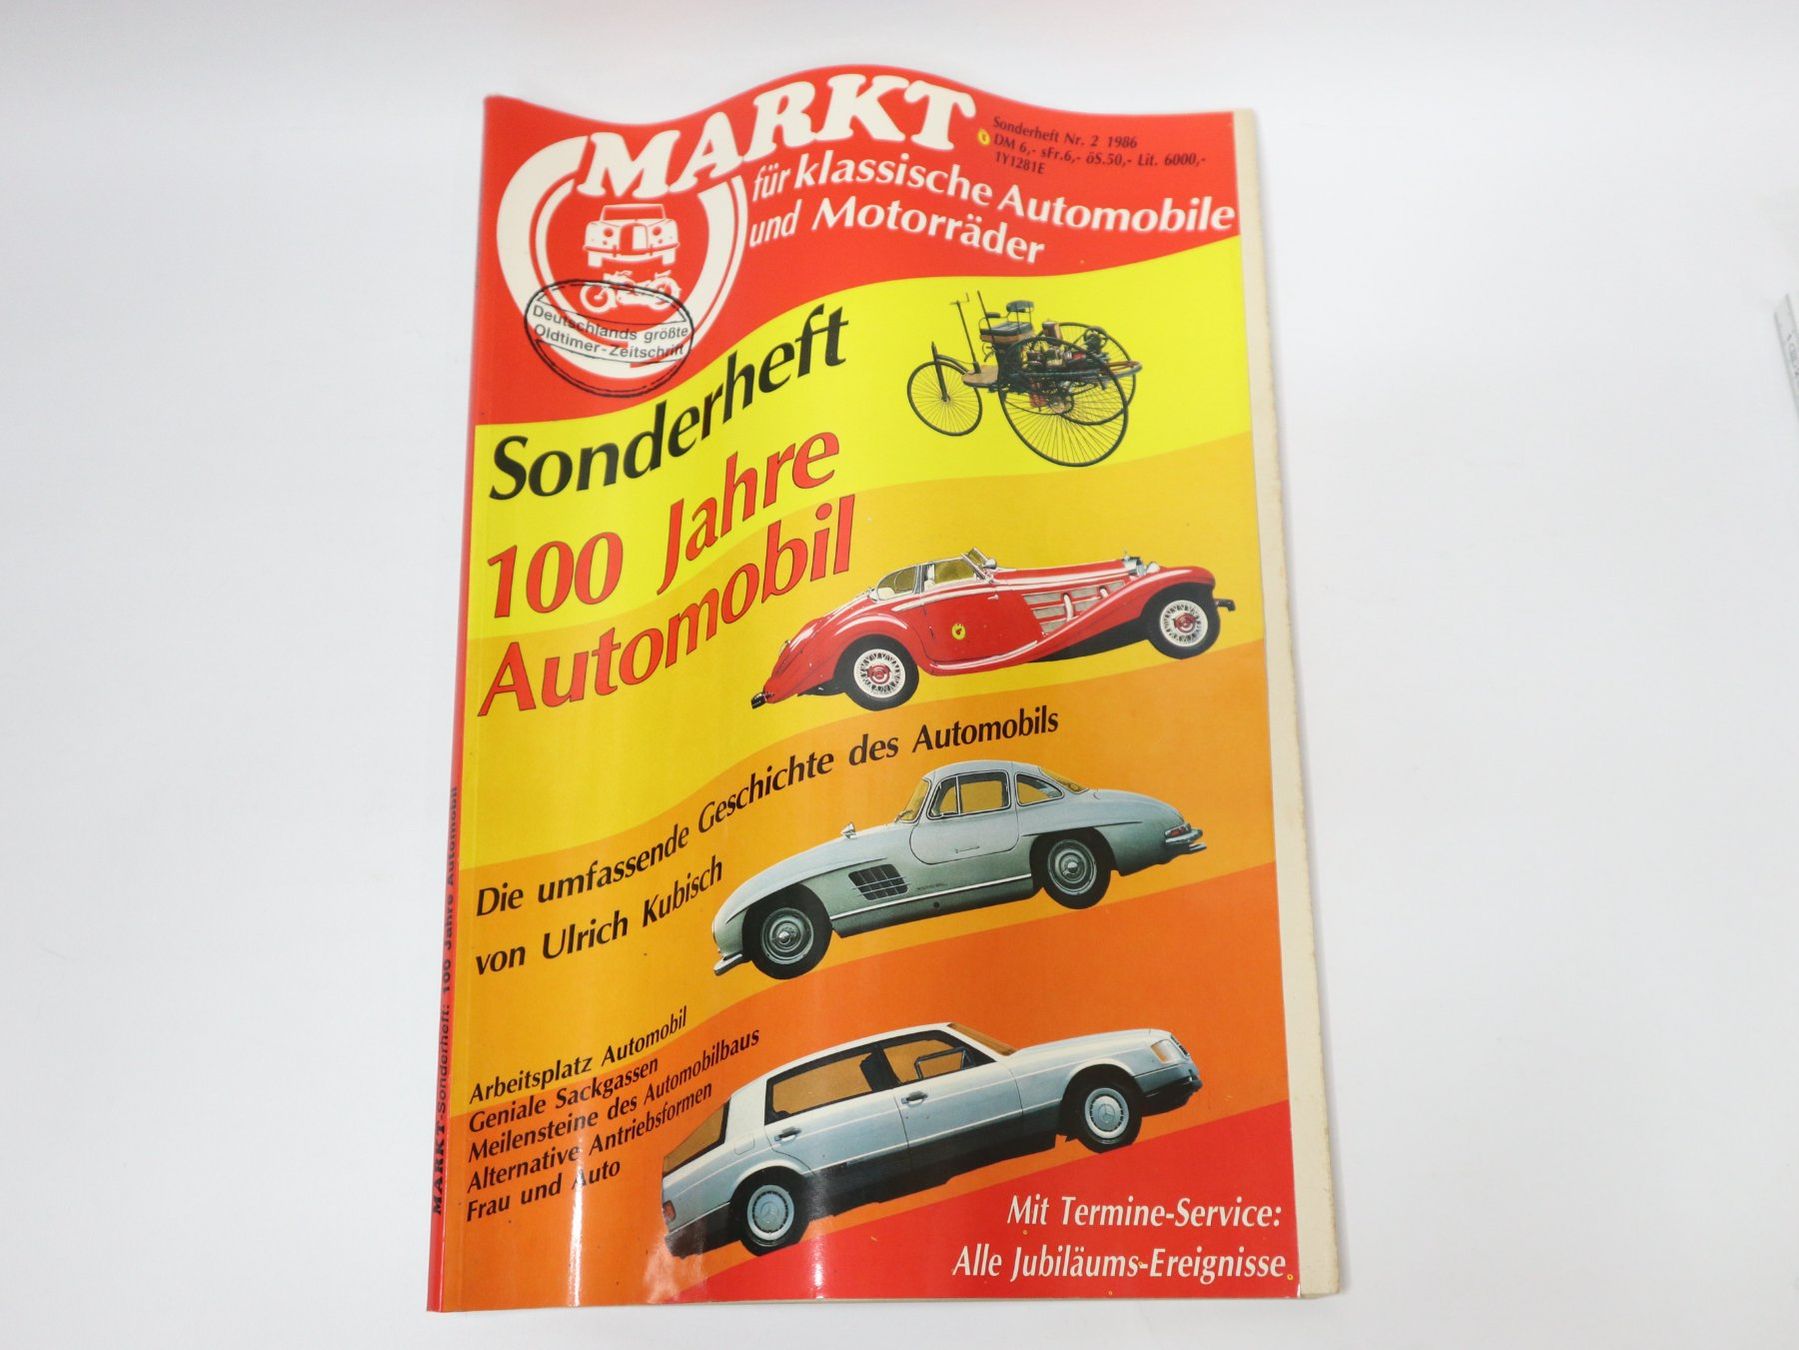 MARKT
für klassische Automobile
und Motorräder
Sonderheft Nr. 2 1986
DM 6,- sFr.6,- öS.50,- Lit. 6000,-
1Y1281E
Deutschlands größte
Oldtimer-Zeitschrift
Sonderheft
100 Jahre
Automobil
Die umfassende Geschichte des Automobils
von Ulrich Kubisch
Arbeitsplatz Automobil
Geniale Sackgassen
Meilensteine des Automobilbaus
Alternative Antriebsformen
Frau und Auto
Mit Termine-Service:
Alle Jubiläums-Ereignisse
MARKT-Sonderheft: 100 Jahre Automobil